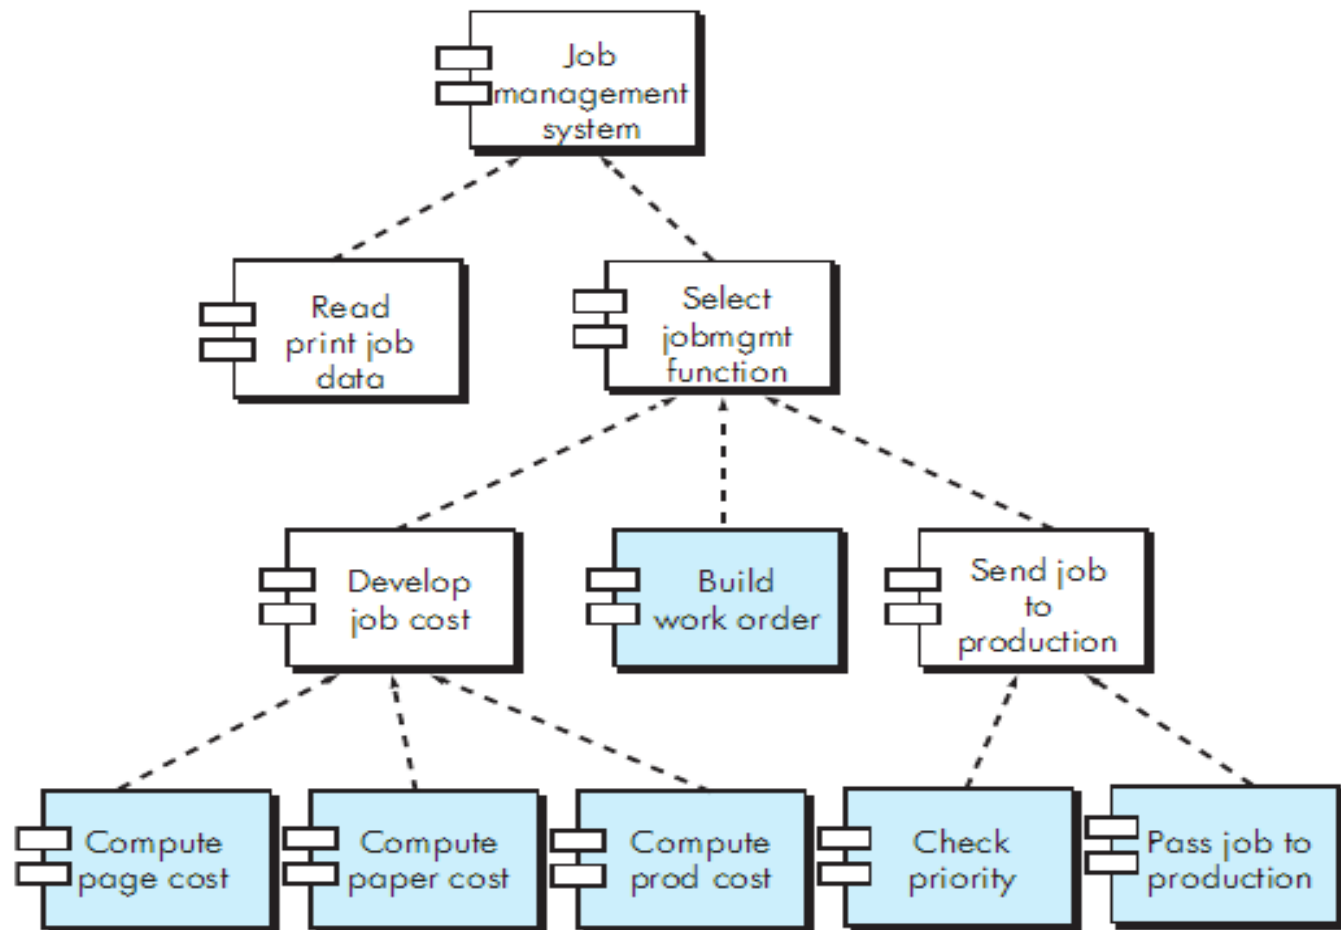 Job
management
system
Read
print job
data
Select
jobmgmt
function
Develop
job cost
Build
work order
Send job
to
production
Compute
page cost
Compute
paper cost
Compute
prod cost
Check
priority
Pass job to
production